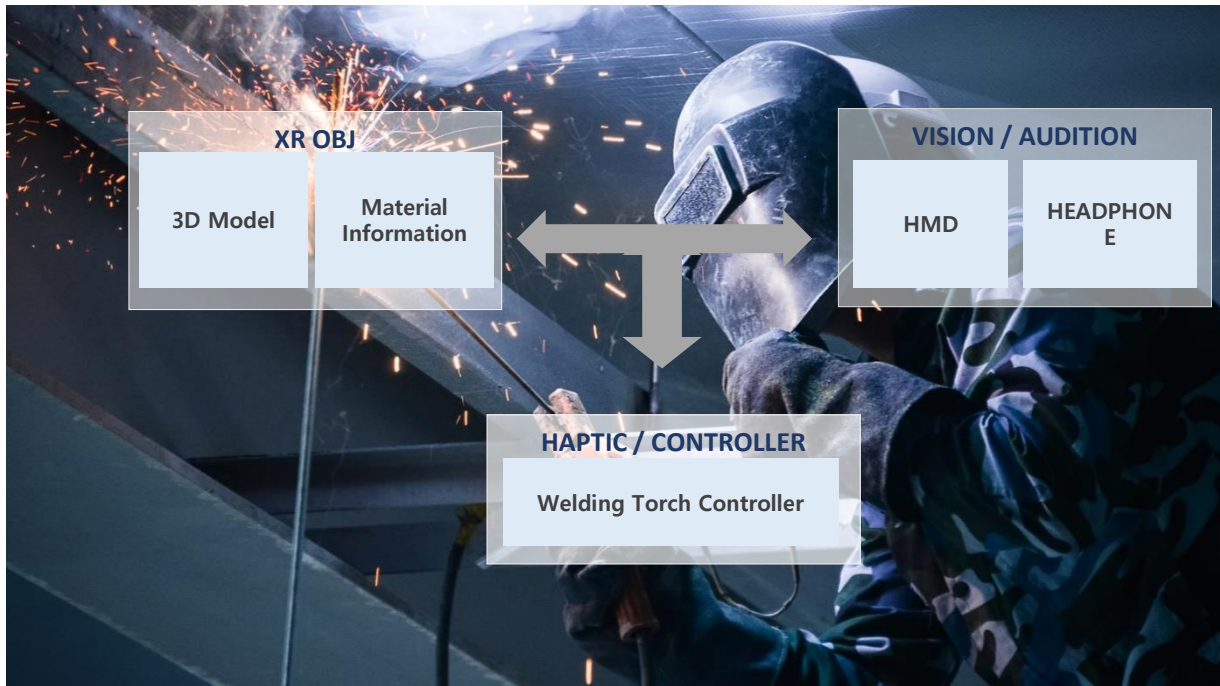 XR OBJ
3D Model
Material
Information
VISION / AUDITION
HMD
HEADPHON
E
HAPTIC / CONTROLLER
Welding Torch Controller